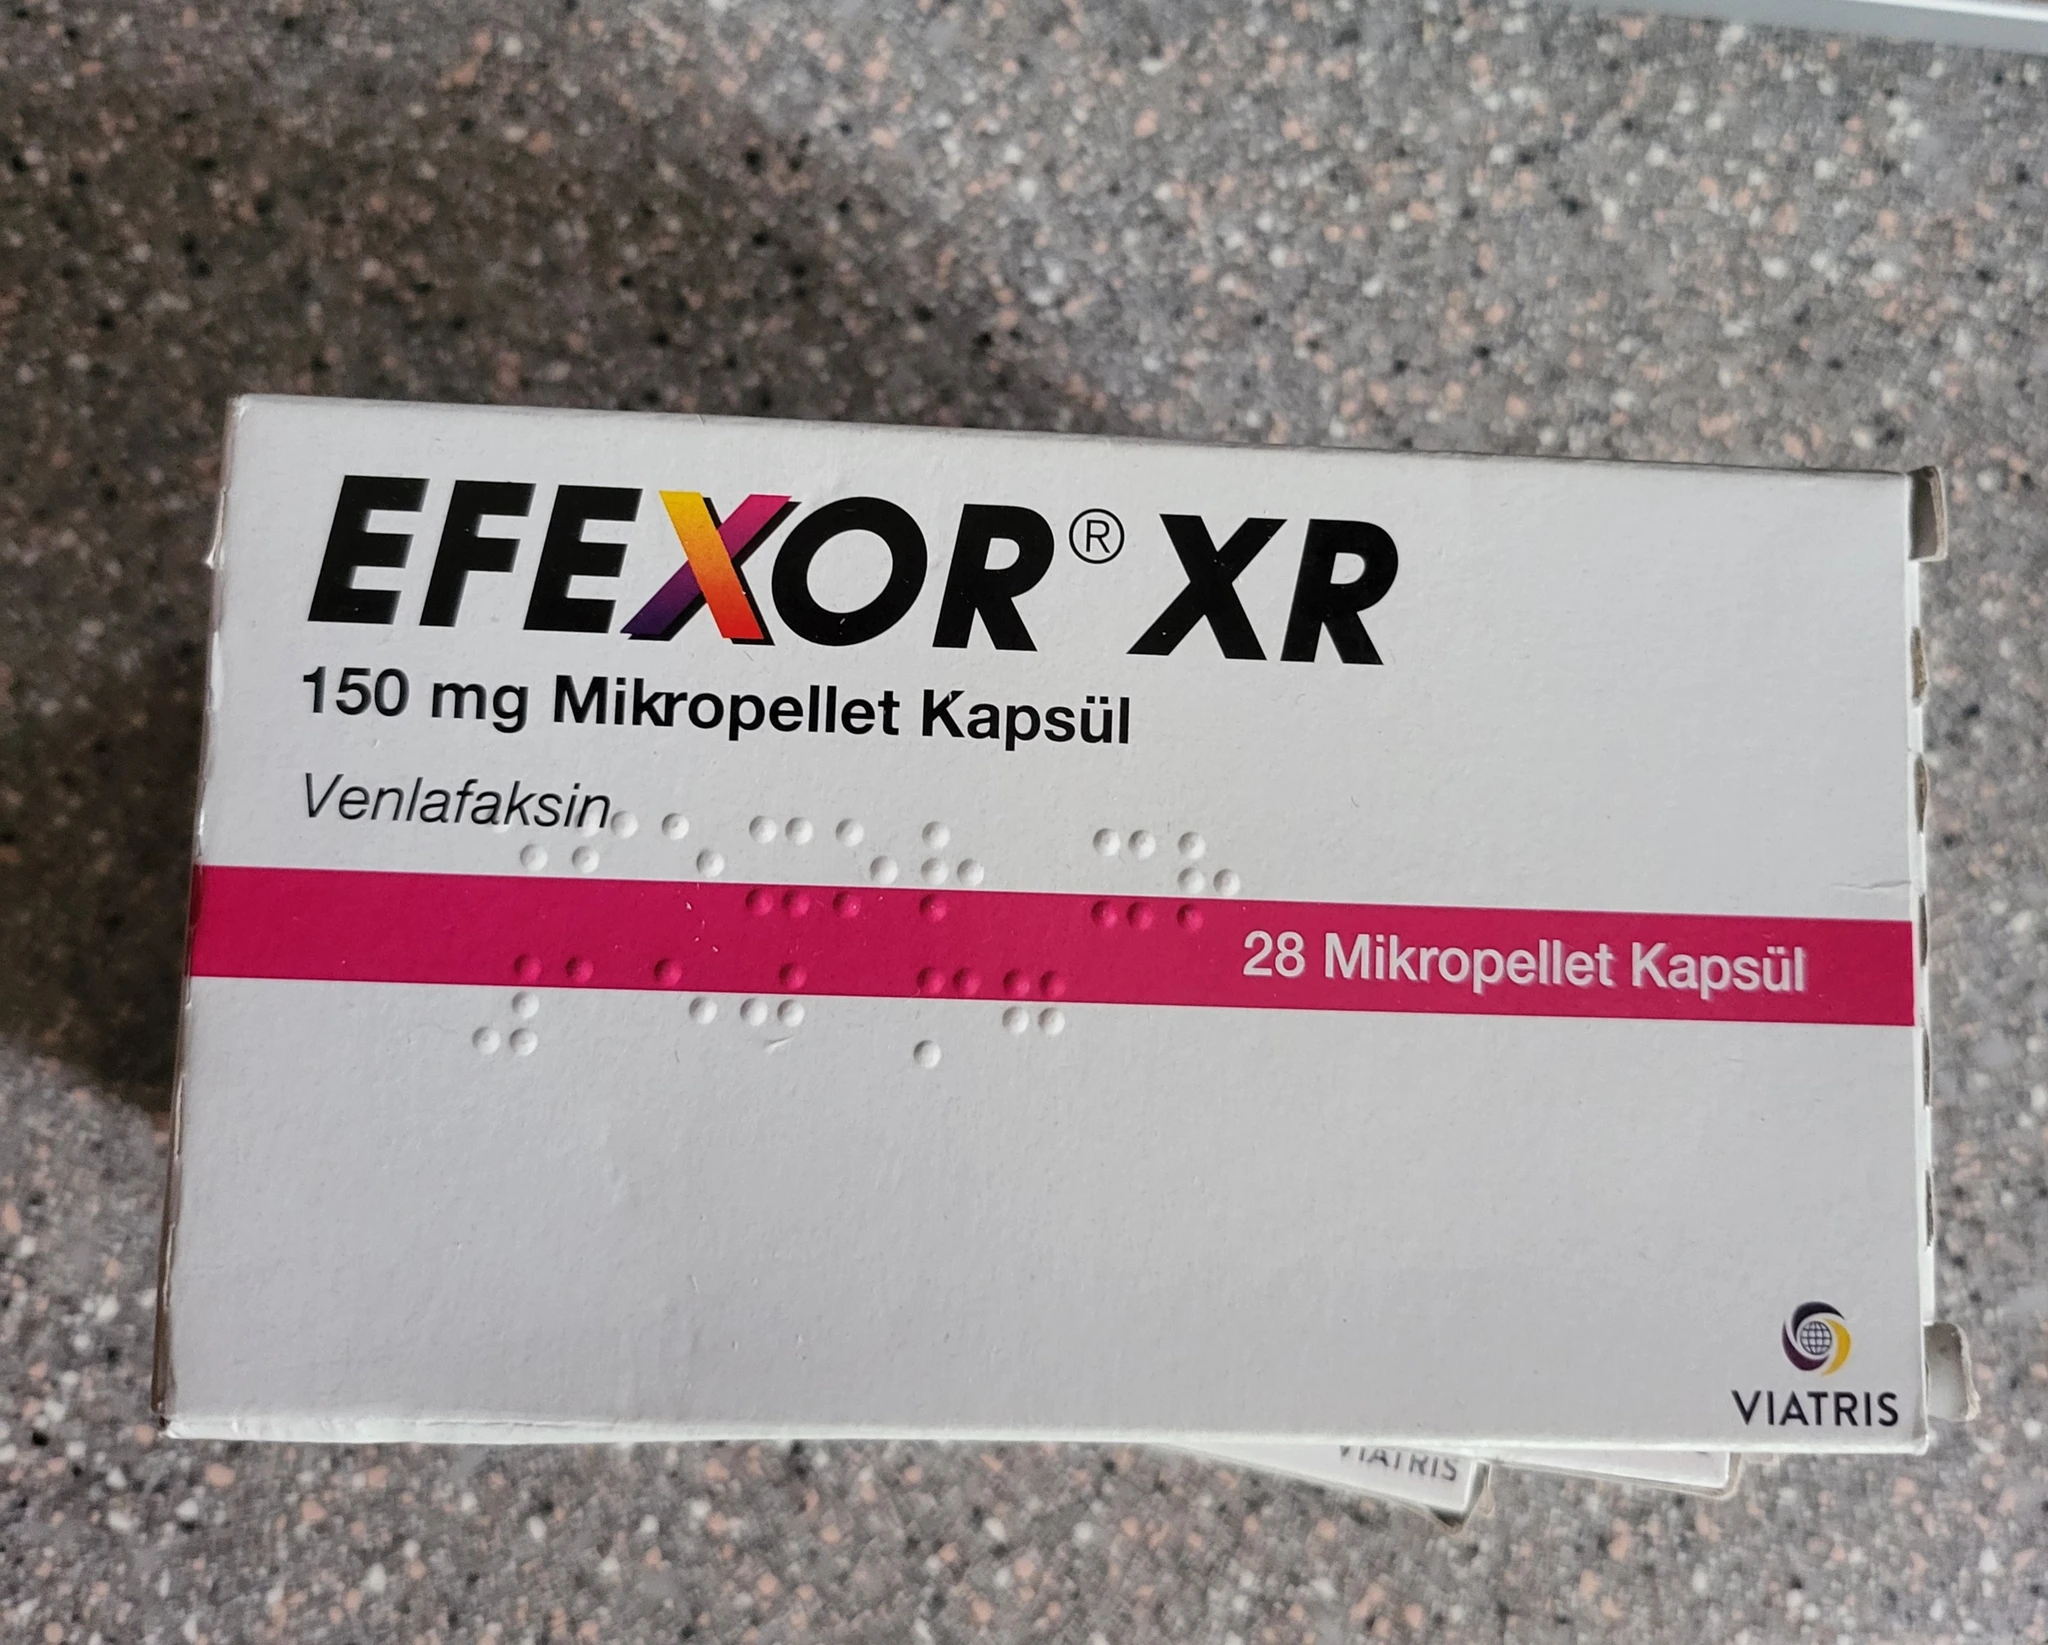 EFEXOR® XR
150 mg Mikropellet Kapsül
Venlafaksin
28 Mikropellet Kapsül
VIATRIS
VIATRIS